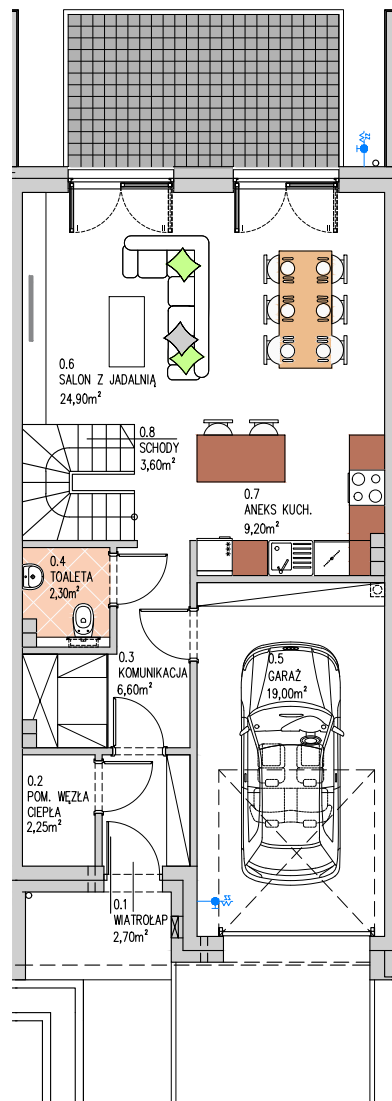 22
0.6
SALON Z JADALNIĄ
24,90m²
0.8
SCHODY
3,60m²
0.7
ANEKS KUCH.
9,20m²
0.4
TOALETA
2,30m²
0.3
KOMUNIKACJA
6,60m²
0.5
GARAŻ
19,00m²
0.2
POM. WĘZŁA
CIEPŁA
2,25m²
0.1
WIATROŁAP
2,70m²